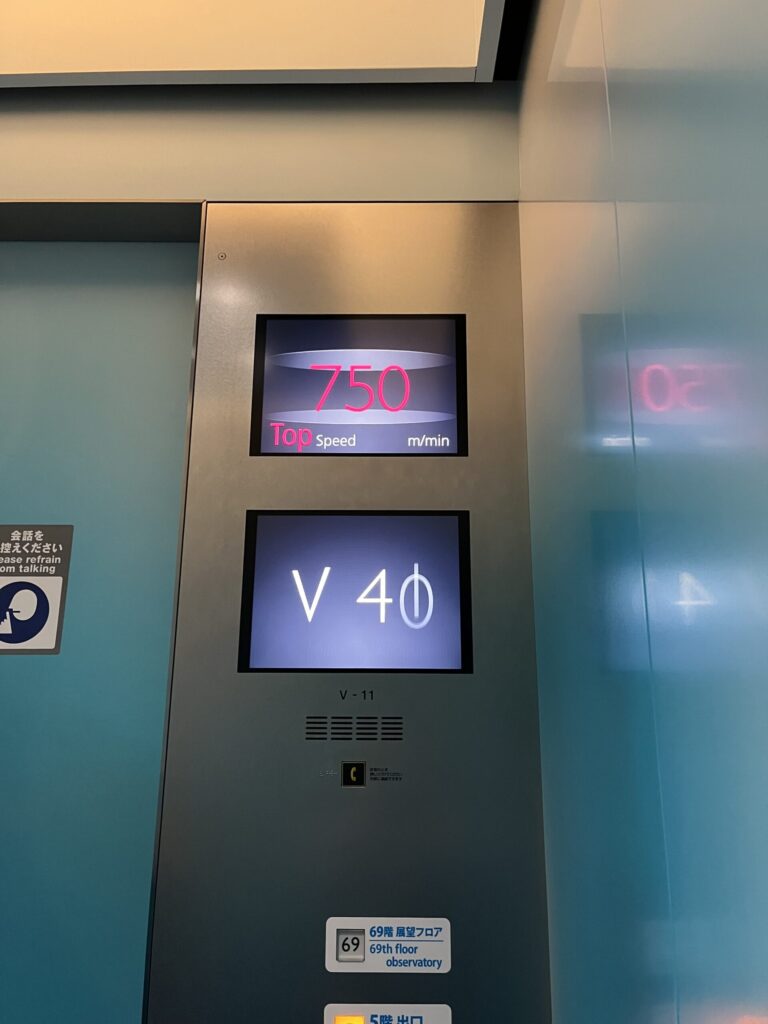 750
Top Speed m/min
会話を
控えください
ease refrain
om talking
V 40
V - 11
69
69階 展望フロア
69th floor
observatory
5階 出口